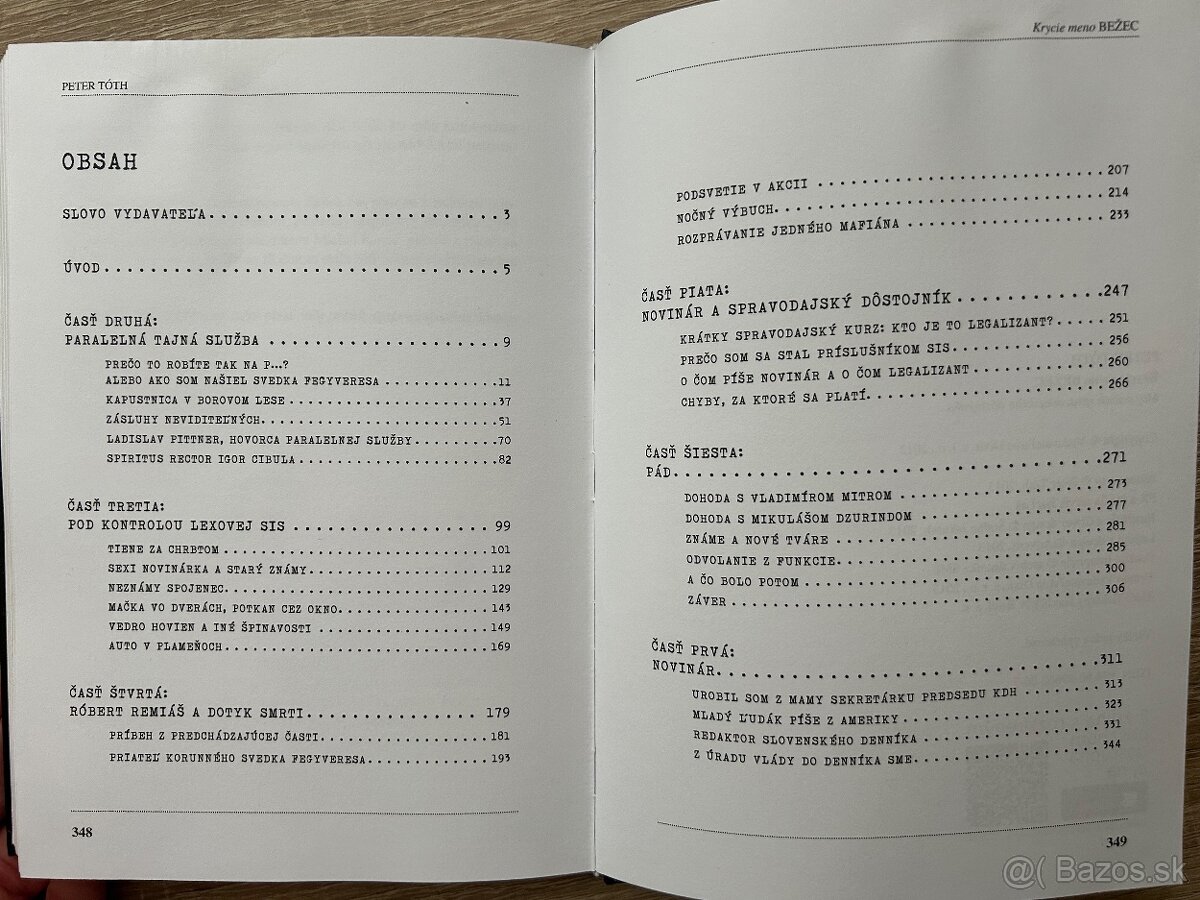 PETER TÓTH
OBSAH
SLOVO VYDAVATEĽA..........................3
ÚVOD..................................5
ČASŤ DRUHÁ:
PARALELNÁ TAJNÁ SLUŽBA ....................9
PREČO TO ROBÍTE TAK NA P...?
ALEBO AKO SOM NAŠIEL SVEDKA FEGYVERESA ............11
KAPUSTNICA V BOROVOM LESE ......................37
ZÁSLUHY NEVIDITEĽNÝCH.........................51
LADISLAV PITTNER, HOVORCA PARALELNEJ SLUŽBY.........70
SPIRITUS RECTOR IGOR CIBULA .....................82
ČASŤ TRETIA:
POD KONTROLOU LEXOVEJ SIS ................. 99
TIENE ZA CHRBTOM .............................101
SEXI NOVINÁRKA A STARÝ ZNÁMY....................112
NEZNÁMY SPOJENEC.............................129
MAČKA VO DVERÁCH, POTKAN CEZ OKNO................143
VEDRO HOVIEN A INÉ ŠPINAVOSTI ...................149
AUTO V PLAMEŇOCH.............................169
ČASŤ ŠTVRTÁ:
RÓBERT REMIÁŠ A DOTYK SMRTI............... 179
PRÍBEH Z PREDCHÁDZAJÚCEJ ČASTI...................181
PRIATEĽ KORUNNÉHO SVEDKA FEGYVERESA..............193
348
Krycie meno BEŽEC
PODSVETIE V AKCII .............................207
NOČNÝ VÝBUCH.................................214
ROZPRÁVANIE JEDNÉHO MAFIÁNA .....................233
ČASŤ PIATA:
NOVINÁR A SPRAVODAJSKÝ DÔSTOJNÍK.............247
KRÁTKY SPRAVODAJSKÝ KURZ: KTO JE TO LEGALIZANT?.....251
PREČO SOM SA STAL PRÍSLUŠNÍKOM SIS...............256
O ČOM PÍŠE NOVINÁR A O ČOM LEGALIZANT .............260
CHYBY, ZA KTORÉ SA PLATÍ.......................266
ČASŤ ŠIESTA:
PÁD....................................271
DOHODA S VLADIMÍROM MITROM .....................273
DOHODA S MIKULÁŠOM DZURINDOM ...................277
ZNÁME A NOVÉ TVÁRE ...........................281
ODVOLANIE Z FUNKCIE...........................285
A ČO BOLO POTOM ..............................300
ZÁVER .....................................306
ČASŤ PRVÁ:
NOVINÁR.................................311
UROBIL SOM Z MAMY SEKRETÁRKU PREDSEDU KDH .........313
MLADÝ ĽUDÁK PÍŠE Z AMERIKY......................323
REDAKTOR SLOVENSKÉHO DENNÍKA ...................331
Z ÚRADU VLÁDY DO DENNÍKA SME....................344
349
@( Bazos.sk